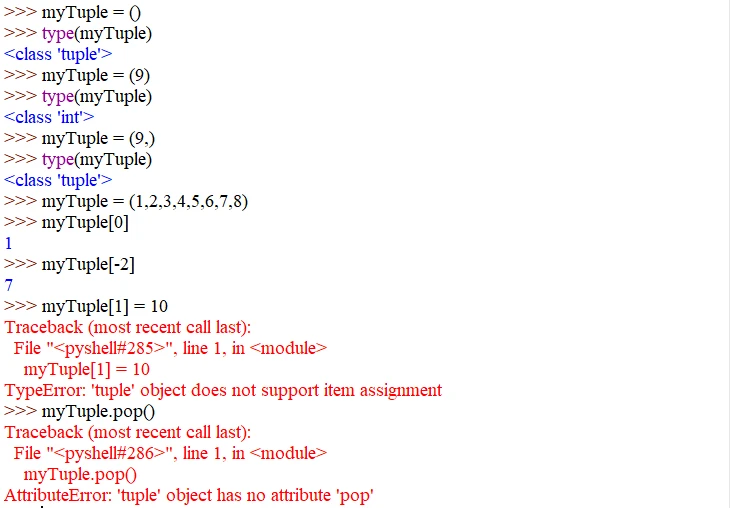 >>> myTuple = ()
>>> type(myTuple)
<class 'tuple'>
>>> myTuple = (9)
>>> type(myTuple)
<class 'int'>
>>> myTuple = (9,)
>>> type(myTuple)
<class 'tuple'>
>>> myTuple = (1,2,3,4,5,6,7,8)
>>> myTuple[0]
1
>>> myTuple[-2]
7
>>> myTuple[1] = 10
Traceback (most recent call last):
  File "<pyshell#285>", line 1, in <module>
    myTuple[1] = 10
TypeError: 'tuple' object does not support item assignment
>>> myTuple.pop()
Traceback (most recent call last):
  File "<pyshell#286>", line 1, in <module>
    myTuple.pop()
AttributeError: 'tuple' object has no attribute 'pop'